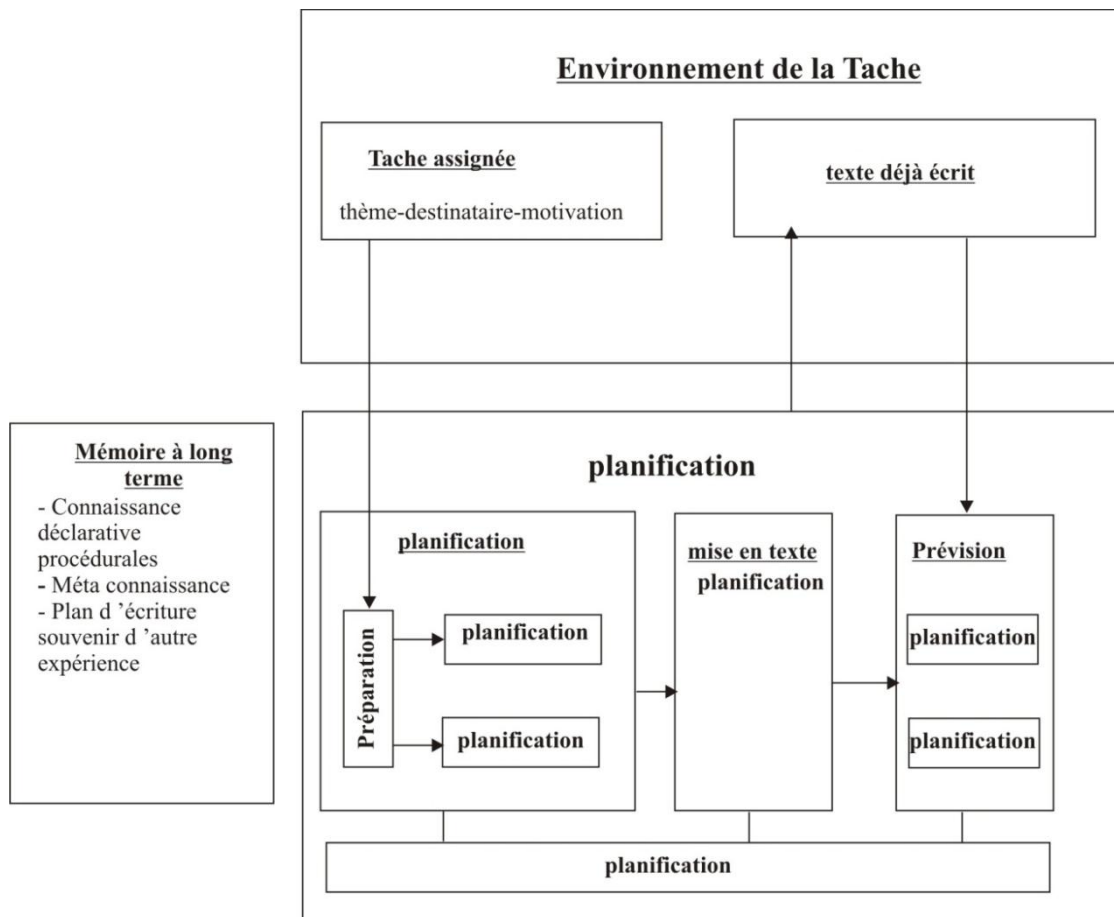 Environnement de la Tache
Tache assignée
thème-destinataire-motivation
texte déjà écrit
Mémoire à long
terme
- Connaissance
déclarative
procédurales
- Méta connaissance
- Plan d ’écriture
souvenir d ’autre
expérience
planification
planification
Préparation
planification
planification
mise en texte
planification
Prévision
planification
planification
planification